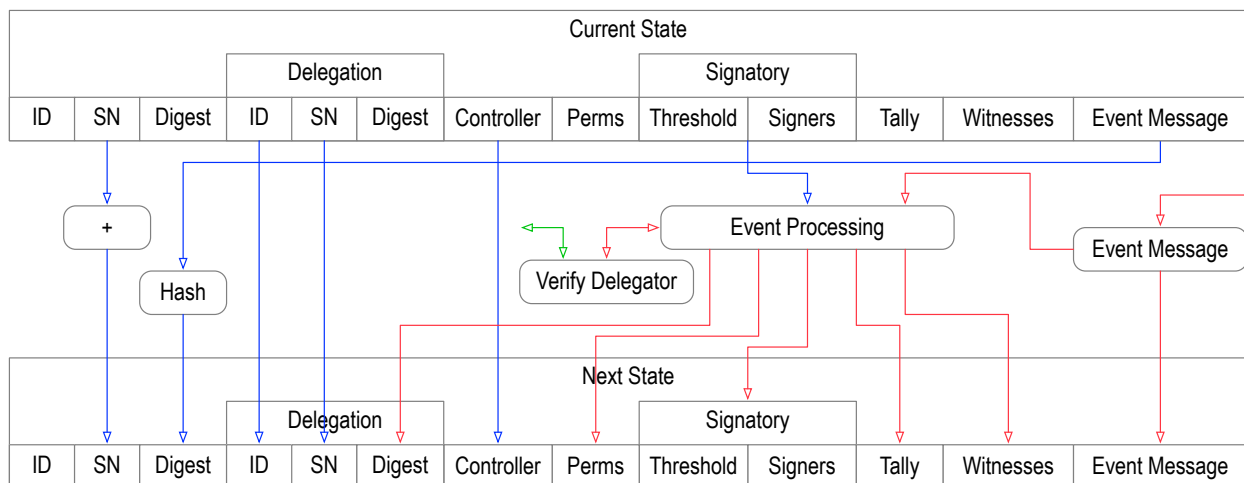 Current State
Delegation Signatory
ID SN Digest ID SN Digest Controller Perms Threshold Signers Tally Witnesses Event Message
+ Event Processing
Event Message
Verify Delegator
Hash
Next State
Delegation Signatory
ID SN Digest ID SN Digest Controller Perms Threshold Signers Tally Witnesses Event Message